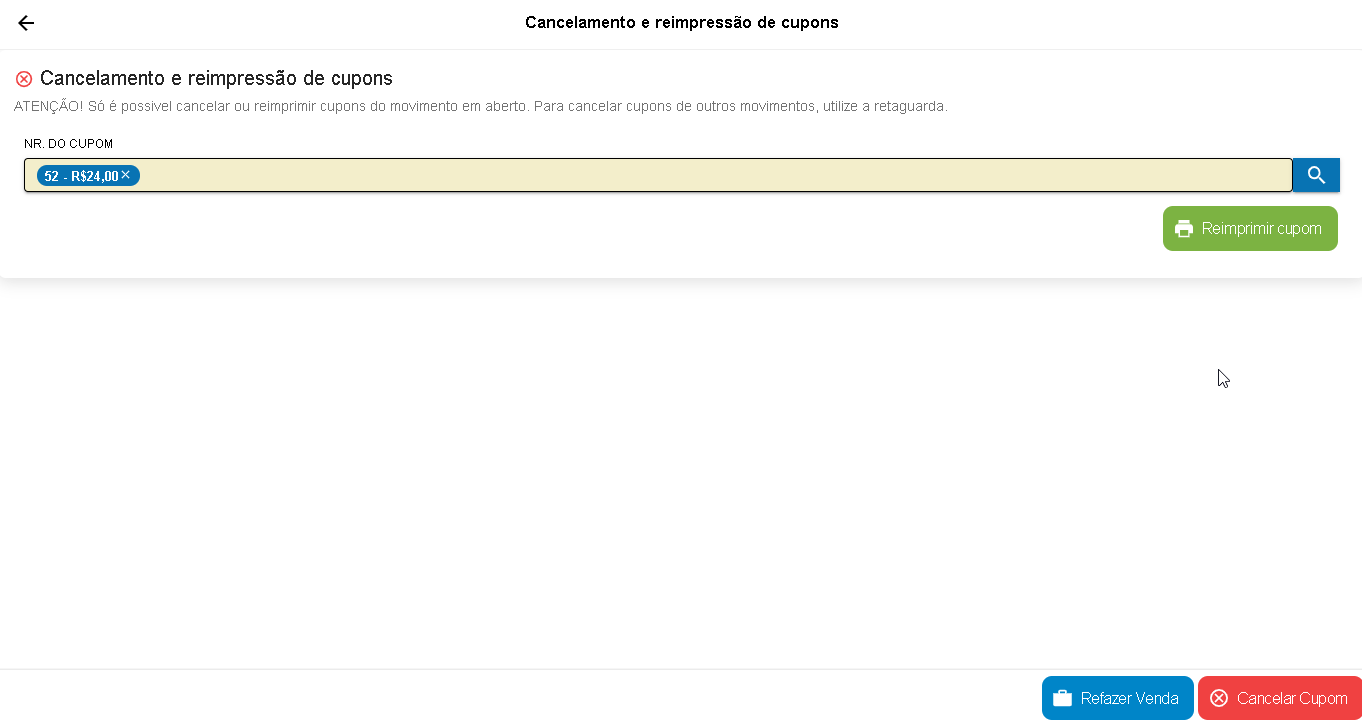 Cancelamento e reimpressão de cupons
Cancelamento e reimpressão de cupons
ATENÇÃO! Só é possivel cancelar ou reimprimir cupons do movimento em aberto. Para cancelar cupons de outros movimentos, utilize a retaguarda.
NR. DO CUPOM
52 - R$24,00
Reimprimir cupom
Refazer Venda
Cancelar Cupom